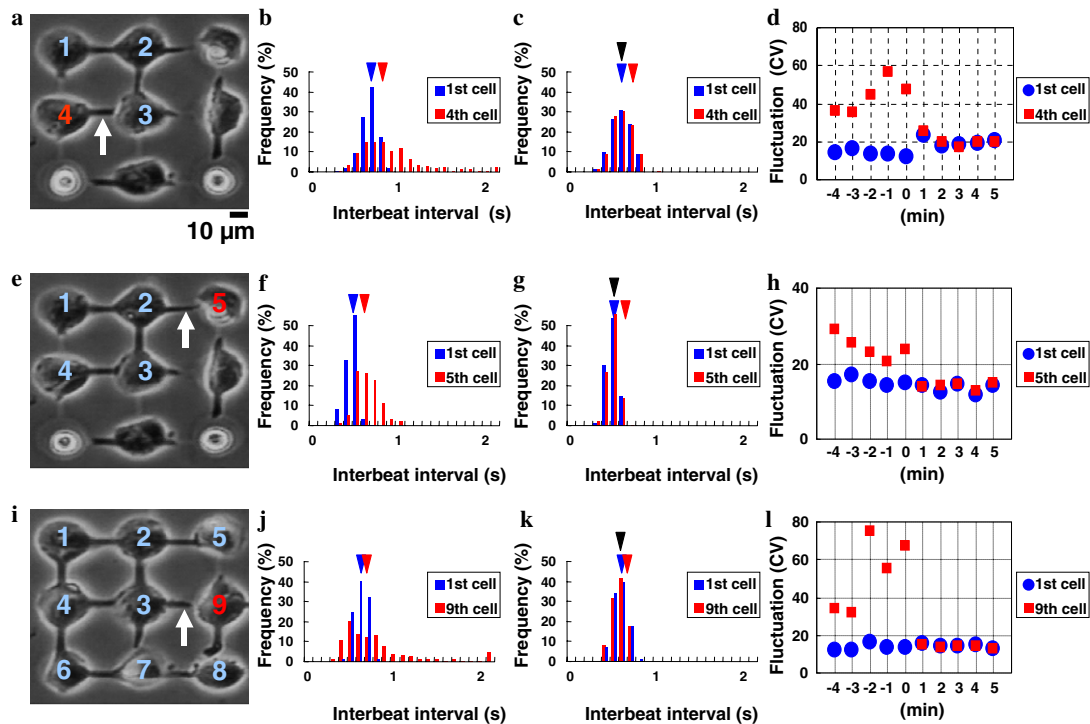 a
1 2
4 3
10 µm
b
Frequency (%)
50
40
30
20
10
0
0 1 2
Interbeat interval (s)
1st cell
4th cell
c
Frequency (%)
50
40
30
20
10
0
0 1 2
Interbeat interval (s)
1st cell
4th cell
d
Fluctuation (CV)
80
60
40
20
0
-4 -3 -2 -1 0 1 2 3 4 5
(min)
1st cell
4th cell
e
1 2 5
4 3
f
Frequency (%)
50
40
30
20
10
0
0 1 2
Interbeat interval (s)
1st cell
5th cell
g
Frequency (%)
50
40
30
20
10
0
0 1 2
Interbeat interval (s)
1st cell
5th cell
h
Fluctuation (CV)
40
20
0
-4 -3 -2 -1 0 1 2 3 4 5
(min)
1st cell
5th cell
i
1 2 5
4 3 9
6 7 8
j
Frequency (%)
50
40
30
20
10
0
0 1 2
Interbeat interval (s)
1st cell
9th cell
k
Frequency (%)
50
40
30
20
10
0
0 1 2
Interbeat interval (s)
1st cell
9th cell
l
Fluctuation (CV)
80
60
40
20
0
-4 -3 -2 -1 0 1 2 3 4 5
(min)
1st cell
9th cell